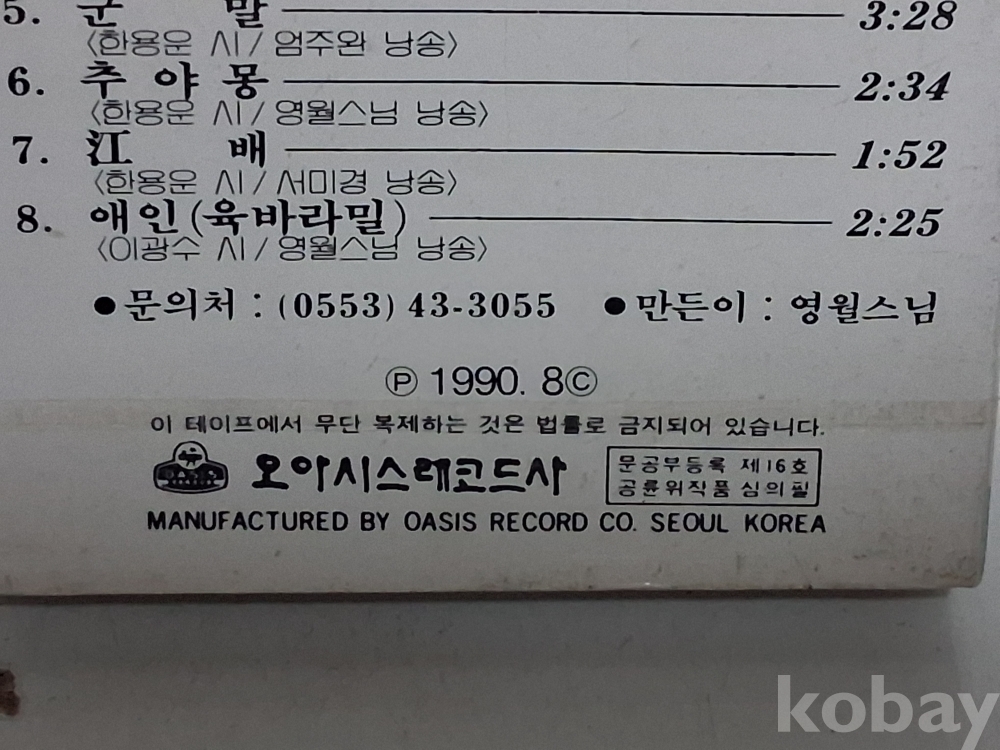 5. 군 말 3:28
〈한용운 시/엄주완 낭송〉
6. 추야몽 2:34
〈한용운 시/영월스님 낭송〉
7. 江 배 1:52
〈한용운 시/서미경 낭송〉
8. 애인(육바라밀) 2:25
〈이광수 시/영월스님 낭송〉
●문의처 : (0553) 43-3055 ●만든이 : 영월스님
Ⓟ 1990. 8Ⓒ
이 테이프에서 무단 복제하는 것은 법률로 금지되어 있습니다.
오아시스레코드사
문공부등록 제16호
공륜위작품 심의필
MANUFACTURED BY OASIS RECORD CO. SEOUL KOREA
kobay